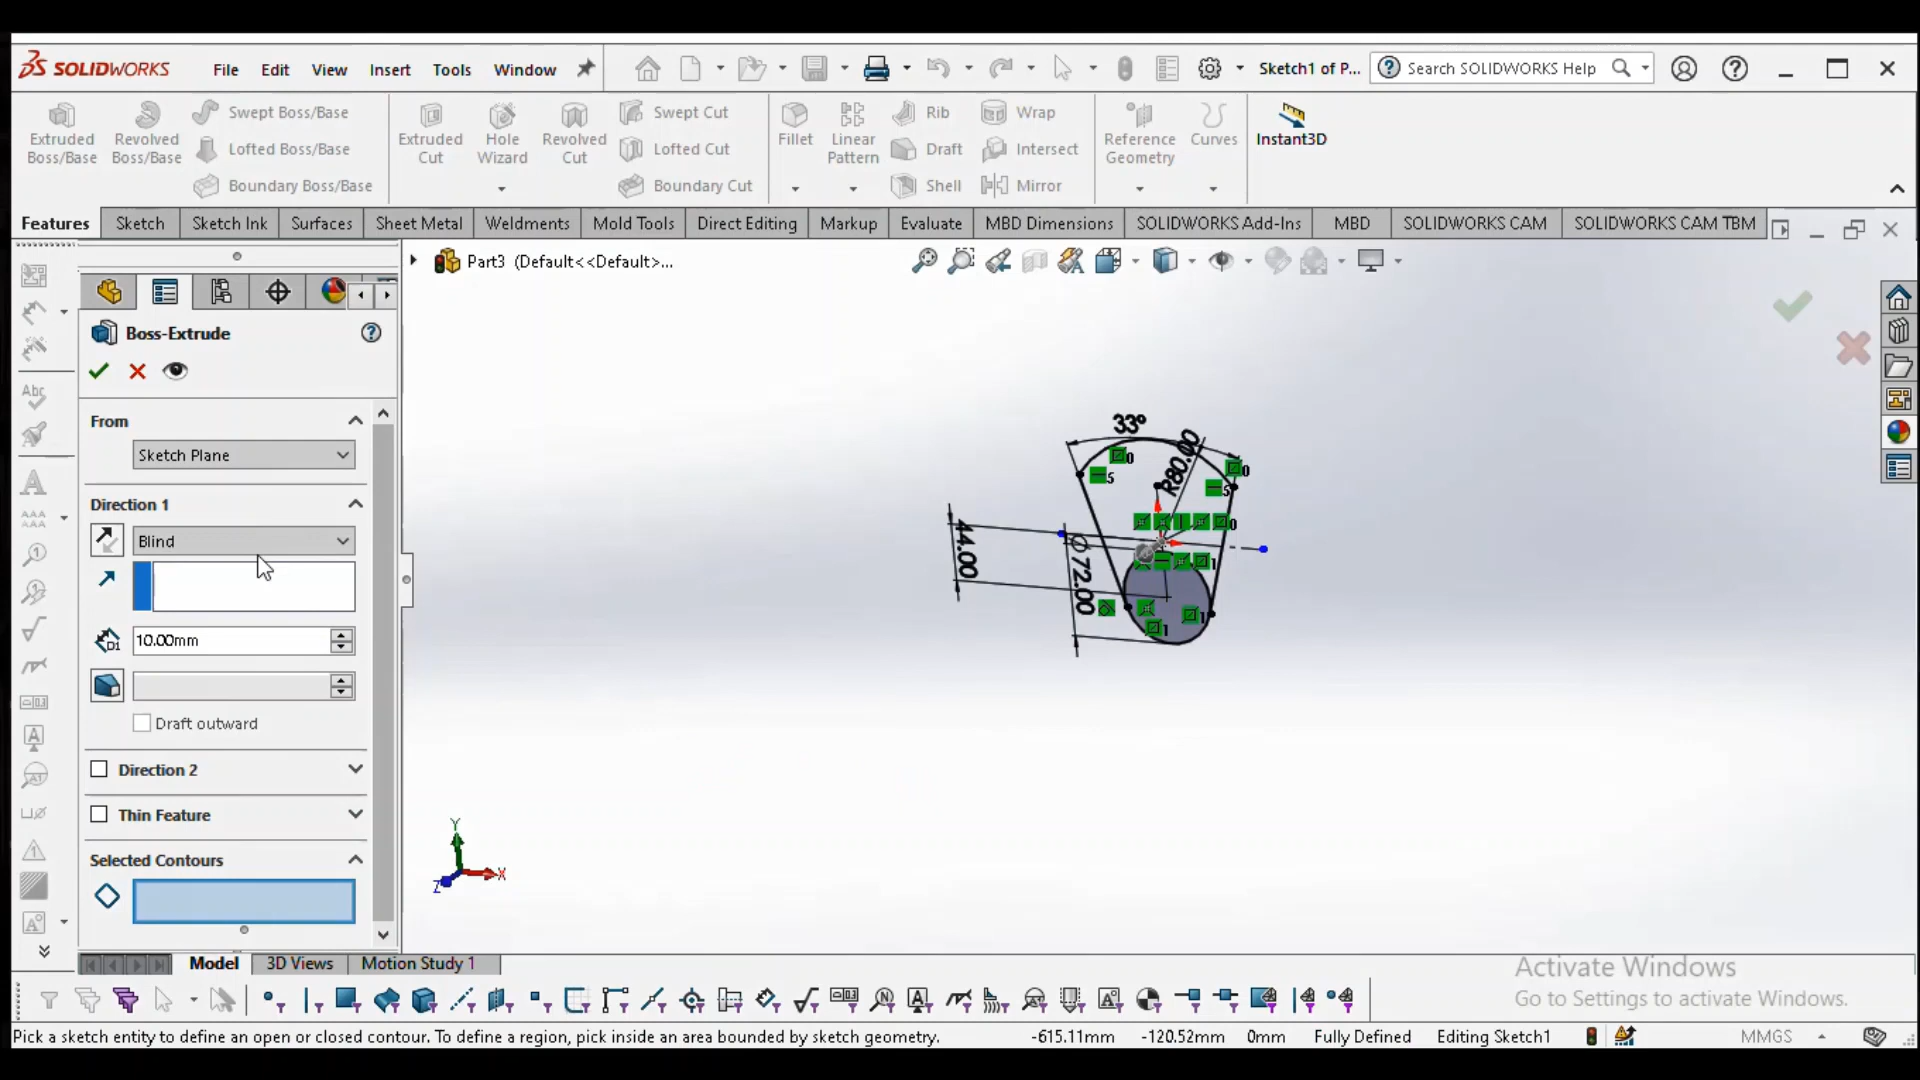 SOLIDWORKS File Edit View Insert Tools Window Sketch1 of P... Search SOLIDWORKS Help
Extruded Boss/Base
Revolved Boss/Base
Swept Boss/Base
Lofted Boss/Base
Boundary Boss/Base
Extruded Cut
Hole Wizard
Revolved Cut
Swept Cut
Lofted Cut
Boundary Cut
Fillet
Linear Pattern
Rib
Draft
Shell
Wrap
Intersect
Mirror
Reference Geometry
Curves
Instant3D
Features Sketch Sketch Ink Surfaces Sheet Metal Weldments Mold Tools Direct Editing Markup Evaluate MBD Dimensions SOLIDWORKS Add-Ins MBD SOLIDWORKS CAM SOLIDWORKS CAM TBM
Part3 (Default<<Default>...
Boss-Extrude
From
Sketch Plane
Direction 1
Blind
10.00mm
Draft outward
Direction 2
Thin Feature
Selected Contours
33°
R80.00
44.00
∅72.00
Y
X
Z
Model 3D Views Motion Study 1
Activate Windows
Go to Settings to activate Windows.
Pick a sketch entity to define an open or closed contour. To define a region, pick inside an area bounded by sketch geometry. -615.11mm -120.52mm 0mm Fully Defined Editing Sketch1 MMGS